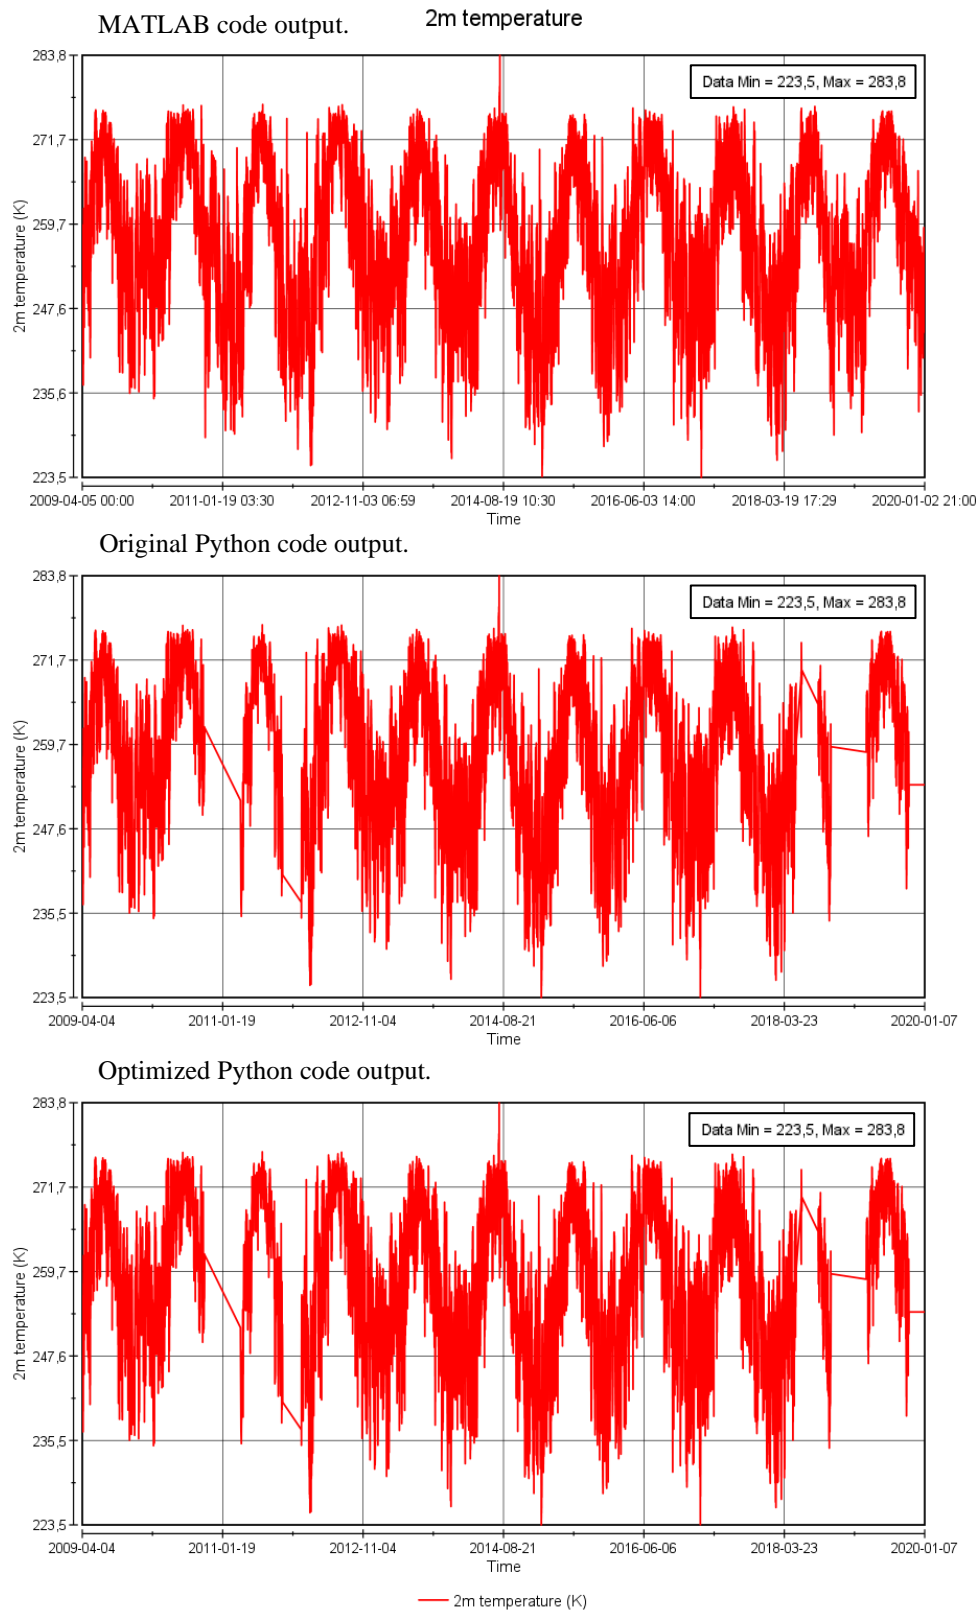 MATLAB code output.
2m temperature
283,8
Data Min = 223,5, Max = 283,8
271,7
259,7
2m temperature (K)
247,6
235,6
223,5
2009-04-05 00:00 2011-01-19 03:30 2012-11-03 06:59 2014-08-19 10:30 2016-06-03 14:00 2018-03-19 17:29 2020-01-02 21:00
Time
Original Python code output.
283,8
Data Min = 223,5, Max = 283,8
271,7
259,7
2m temperature (K)
247,6
235,5
223,5
2009-04-04 2011-01-19 2012-11-04 2014-08-21 2016-06-06 2018-03-23 2020-01-07
Time
Optimized Python code output.
283,8
Data Min = 223,5, Max = 283,8
271,7
259,7
2m temperature (K)
247,6
235,5
223,5
2009-04-04 2011-01-19 2012-11-04 2014-08-21 2016-06-06 2018-03-23 2020-01-07
Time
2m temperature (K)